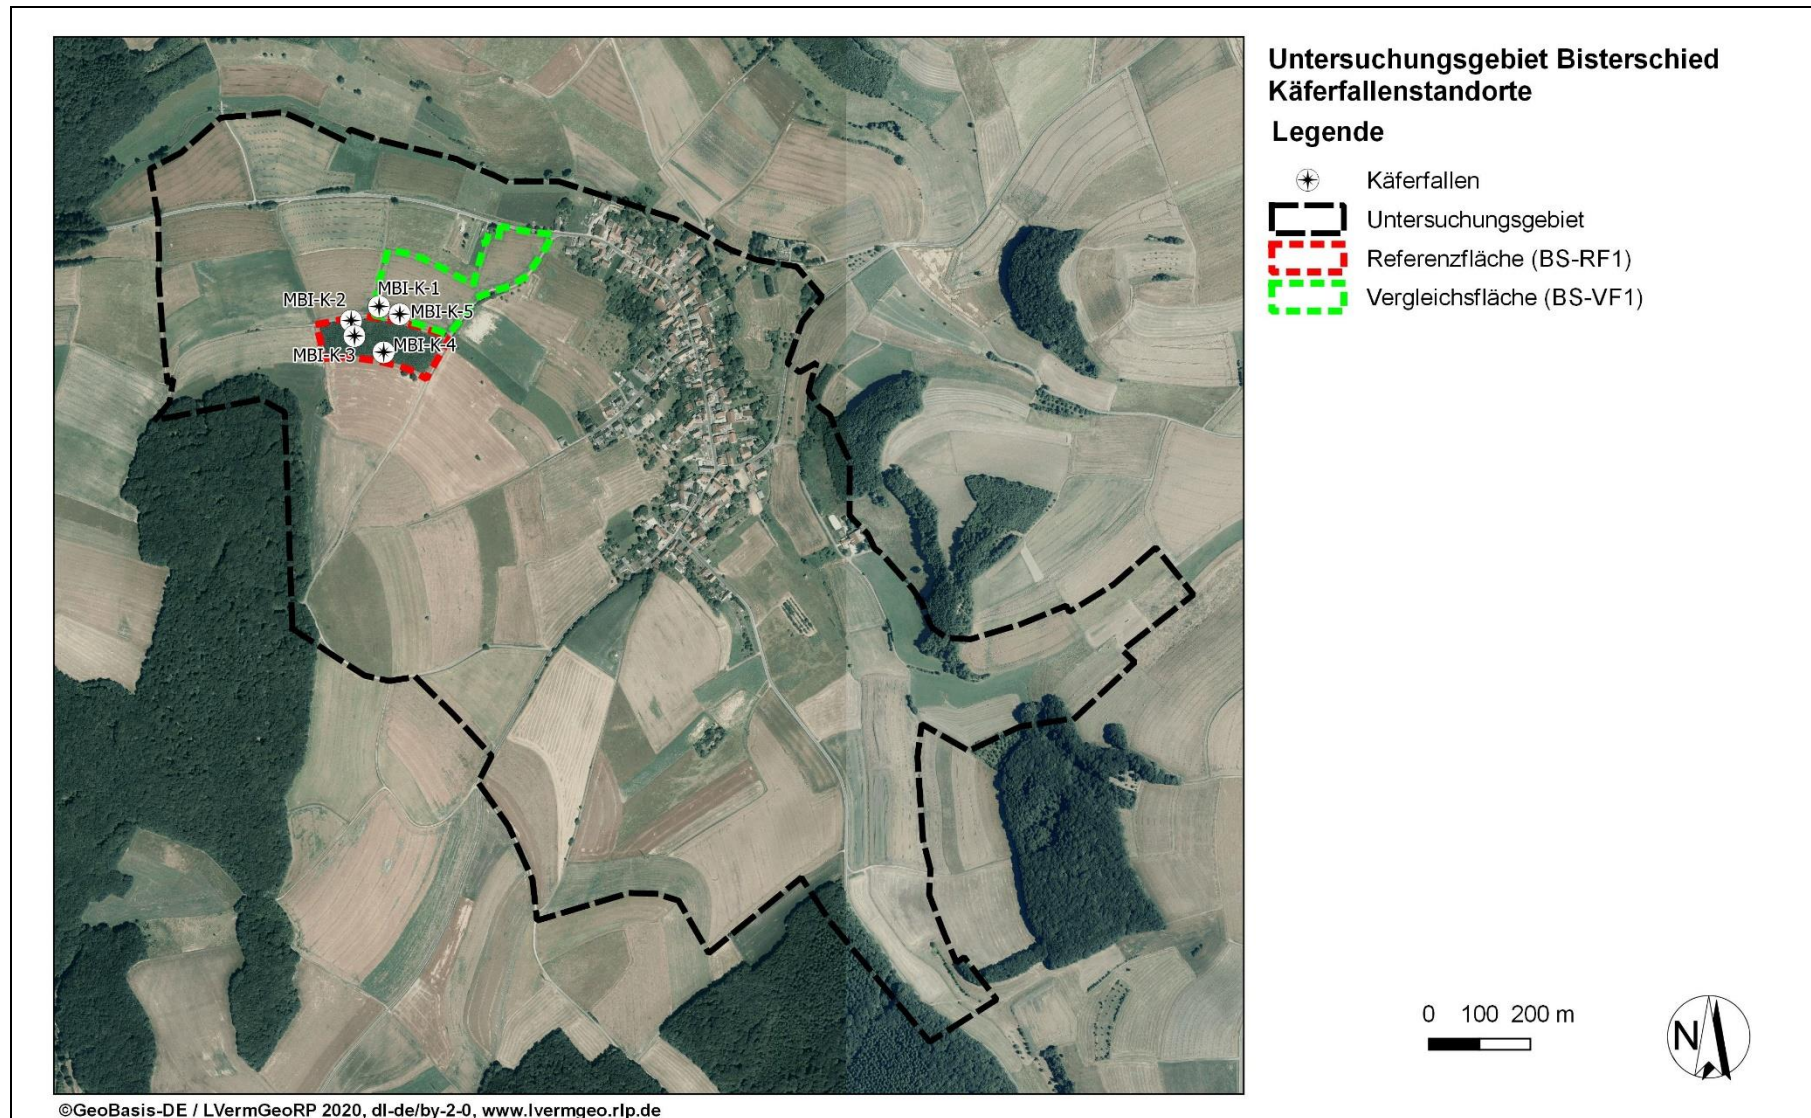 Untersuchungsgebiet Bisterschied
Käferfallenstandorte
Legende
Käferfallen
Untersuchungsgebiet
Referenzfläche (BS-RF1)
Vergleichsfläche (BS-VF1)
MBI-K-1
MBI-K-2
MBI-K-5
MBI-K-3
MBI-K-4
0 100 200 m
N
©GeoBasis-DE / LVermGeoRP 2020, dl-de/by-2-0, www.lvermgeo.rlp.de